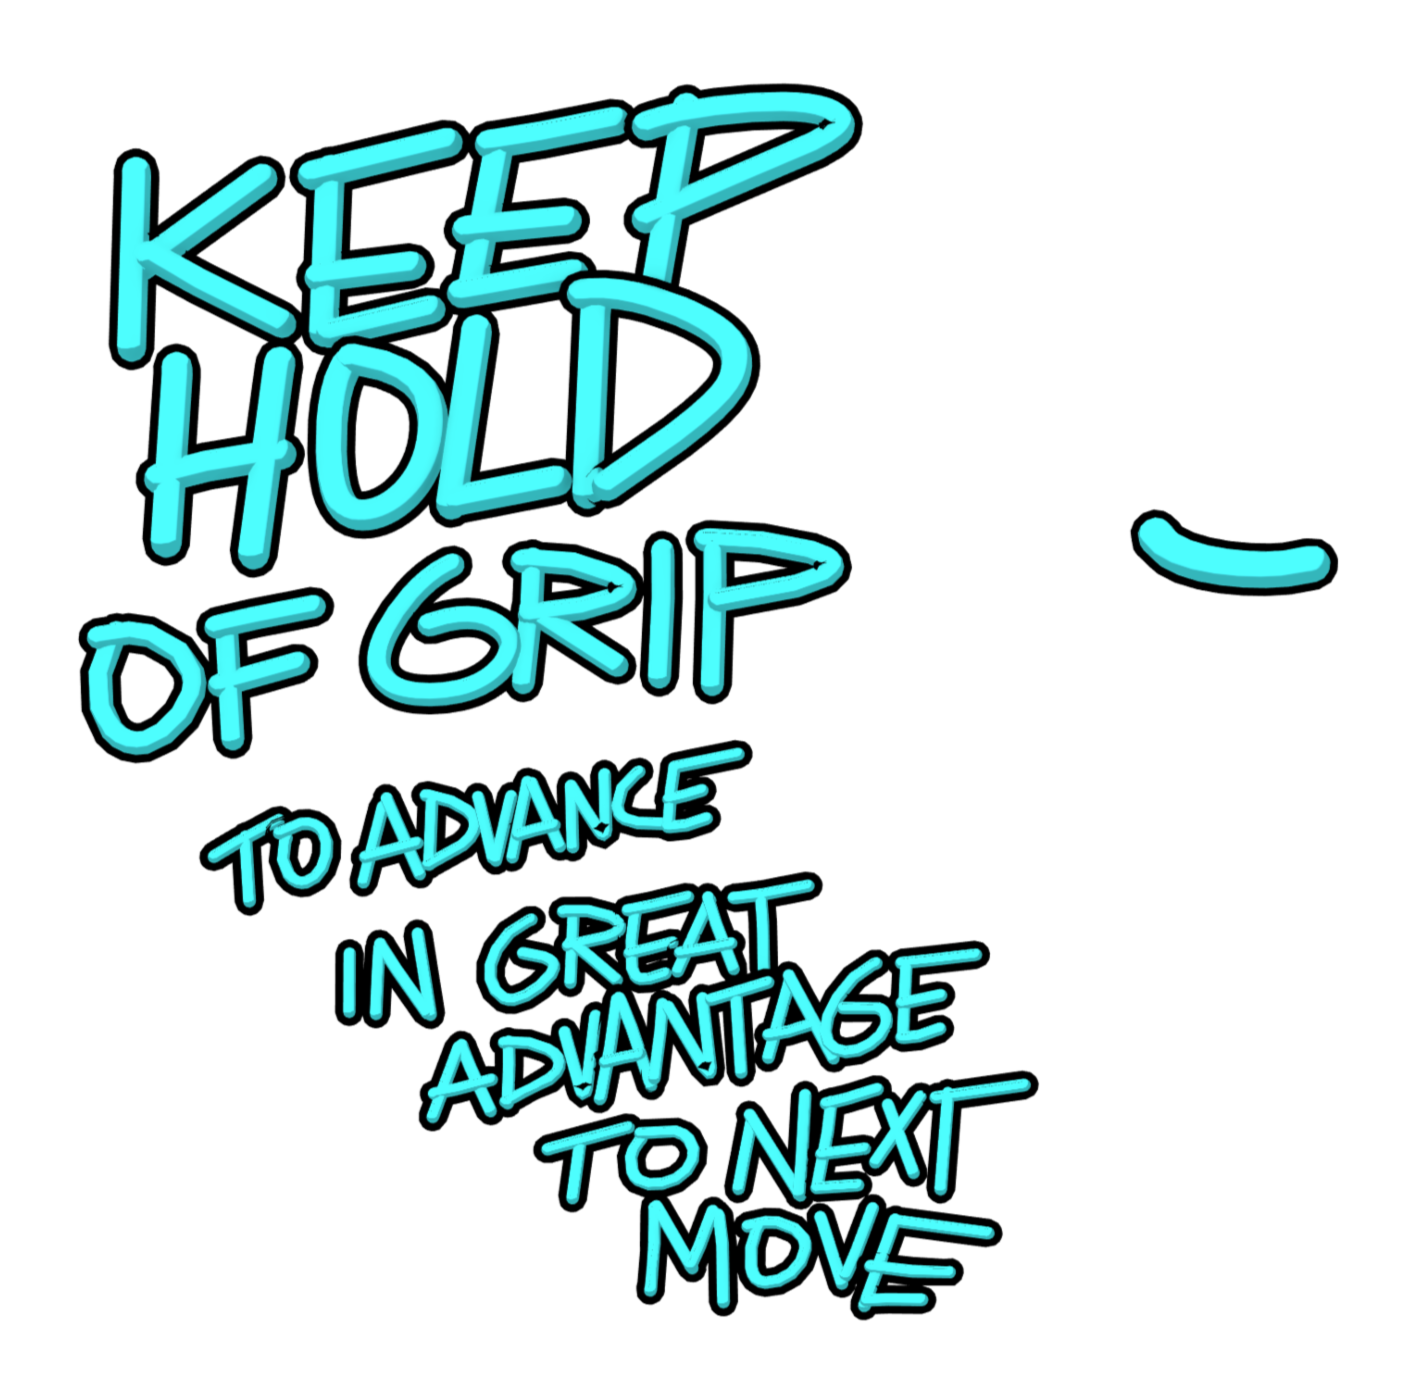 KEEP
HOLD
OF GRIP
TO ADVANCE
IN GREAT
ADVANTAGE
TO NEXT
MOVE